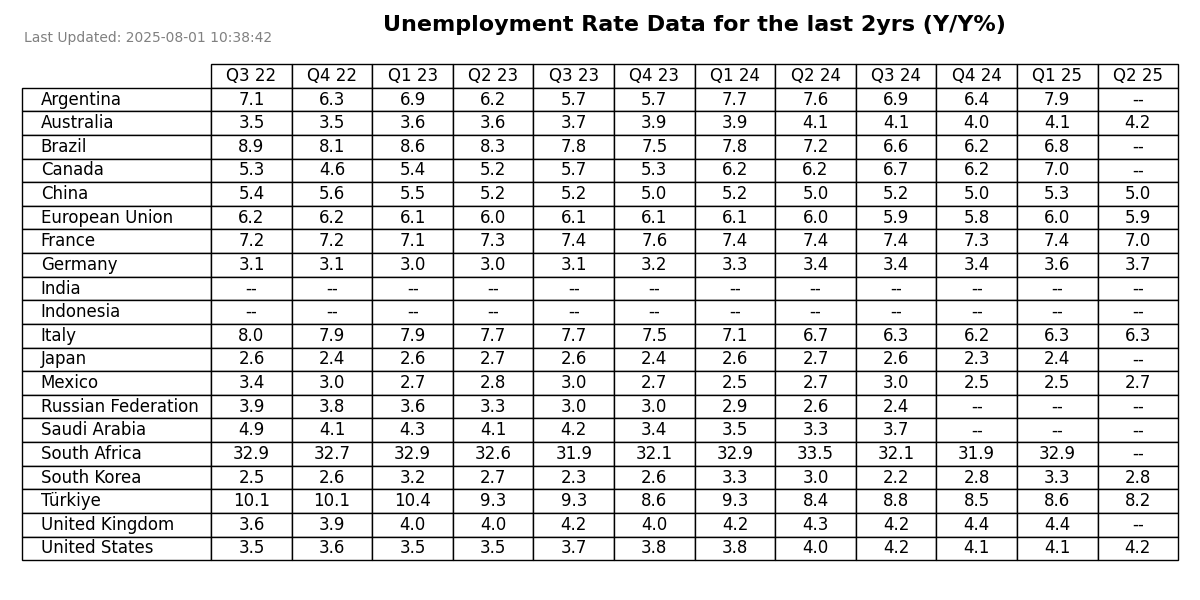 Unemployment Rate Data for the last 2yrs (Y/Y%)
Last Updated: 2025-08-01 10:38:42
Q3 22 Q4 22 Q1 23 Q2 23 Q3 23 Q4 23 Q1 24 Q2 24 Q3 24 Q4 24 Q1 25 Q2 25
Argentina 7.1 6.3 6.9 6.2 5.7 5.7 7.7 7.6 6.9 6.4 7.9 --
Australia 3.5 3.5 3.6 3.6 3.7 3.9 3.9 4.1 4.1 4.0 4.1 4.2
Brazil 8.9 8.1 8.6 8.3 7.8 7.5 7.8 7.2 6.6 6.2 6.8 --
Canada 5.3 4.6 5.4 5.2 5.7 5.3 6.2 6.2 6.7 6.2 7.0 --
China 5.4 5.6 5.5 5.2 5.2 5.0 5.2 5.0 5.2 5.0 5.3 5.0
European Union 6.2 6.2 6.1 6.0 6.1 6.1 6.1 6.0 5.9 5.8 6.0 5.9
France 7.2 7.2 7.1 7.3 7.4 7.6 7.4 7.4 7.4 7.3 7.4 7.0
Germany 3.1 3.1 3.0 3.0 3.1 3.2 3.3 3.4 3.4 3.4 3.6 3.7
India -- -- -- -- -- -- -- -- -- -- -- --
Indonesia -- -- -- -- -- -- -- -- -- -- -- --
Italy 8.0 7.9 7.9 7.7 7.7 7.5 7.1 6.7 6.3 6.2 6.3 6.3
Japan 2.6 2.4 2.6 2.7 2.6 2.4 2.6 2.7 2.6 2.3 2.4 --
Mexico 3.4 3.0 2.7 2.8 3.0 2.7 2.5 2.7 3.0 2.5 2.5 2.7
Russian Federation 3.9 3.8 3.6 3.3 3.0 3.0 2.9 2.6 2.4 -- -- --
Saudi Arabia 4.9 4.1 4.3 4.1 4.2 3.4 3.5 3.3 3.7 -- -- --
South Africa 32.9 32.7 32.9 32.6 31.9 32.1 32.9 33.5 32.1 31.9 32.9 --
South Korea 2.5 2.6 3.2 2.7 2.3 2.6 3.3 3.0 2.2 2.8 3.3 2.8
Türkiye 10.1 10.1 10.4 9.3 9.3 8.6 9.3 8.4 8.8 8.5 8.6 8.2
United Kingdom 3.6 3.9 4.0 4.0 4.2 4.0 4.2 4.3 4.2 4.4 4.4 --
United States 3.5 3.6 3.5 3.5 3.7 3.8 3.8 4.0 4.2 4.1 4.1 4.2